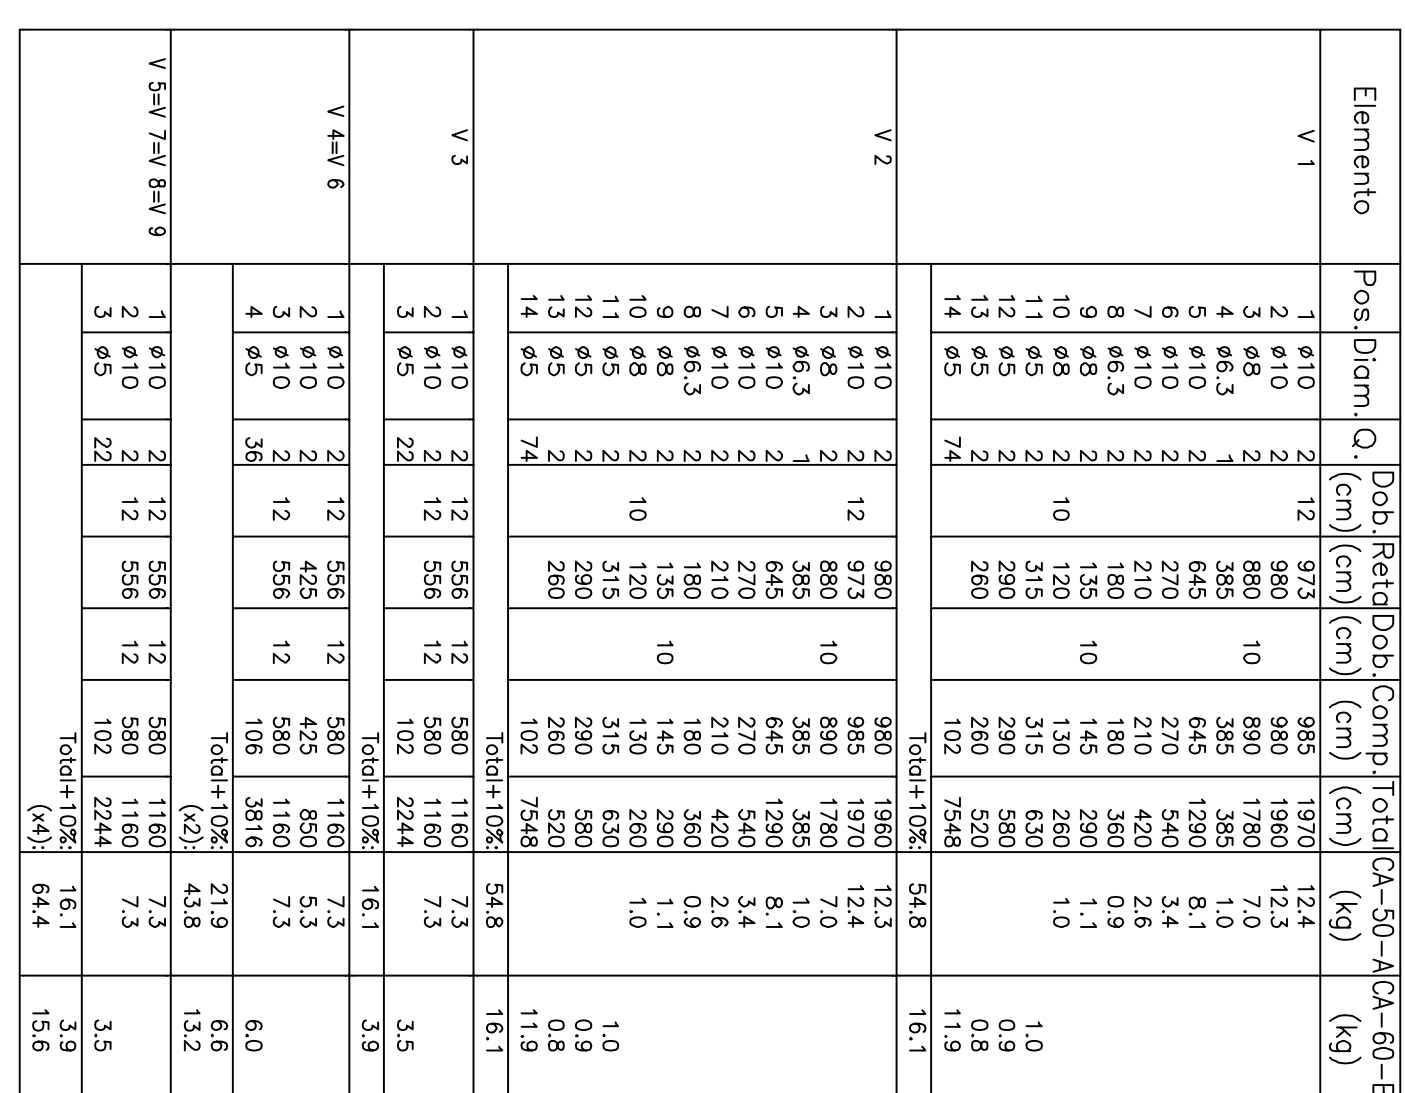 Elemento Pos. Diam. Q. Dob. Reta Dob. Comp. Total CA-50-A CA-60-B
(cm) (cm) (cm) (cm) (cm) (kg) (kg)
V 1 1 ø10 2 12 973 985 1970 12.4
2 ø10 2 980 980 1960 12.3
3 ø8 2 880 10 890 1780 7.0
4 ø6.3 1 385 385 385 1.0
5 ø10 2 645 645 1290 8.1
6 ø10 2 270 270 540 3.4
7 ø10 2 210 210 420 2.6
8 ø6.3 2 180 180 360 0.9
9 ø8 2 135 10 145 290 1.1
10 ø8 2 10 120 130 260 1.0
11 ø5 2 315 315 630 1.0
12 ø5 2 290 290 580 0.9
13 ø5 2 260 260 520 0.8
14 ø5 74 102 7548 11.9
Total+10%: 54.8 16.1
V 2 1 ø10 2 980 980 1960 12.3
2 ø10 2 12 973 985 1970 12.4
3 ø8 2 880 10 890 1780 7.0
4 ø6.3 1 385 385 385 1.0
5 ø10 2 645 645 1290 8.1
6 ø10 2 270 270 540 3.4
7 ø10 2 210 210 420 2.6
8 ø6.3 2 180 180 360 0.9
9 ø8 2 135 10 145 290 1.1
10 ø8 2 10 120 130 260 1.0
11 ø5 2 315 315 630 1.0
12 ø5 2 290 290 580 0.9
13 ø5 2 260 260 520 0.8
14 ø5 74 102 7548 11.9
Total+10%: 54.8 16.1
V 3 1 ø10 2 12 556 12 580 1160 7.3
2 ø10 2 12 556 12 580 1160 7.3
3 ø5 22 102 2244 3.5
Total+10%: 16.1 3.9
V 4=V 6 1 ø10 2 12 556 12 580 1160 7.3
2 ø10 2 425 425 850 5.3
3 ø10 2 12 556 12 580 1160 7.3
4 ø5 36 106 3816 6.0
Total+10%: 21.9 6.6
(x2): 43.8 13.2
V 5=V 7=V 8=V 9 1 ø10 2 12 556 12 580 1160 7.3
2 ø10 2 12 556 12 580 1160 7.3
3 ø5 22 102 2244 3.5
Total+10%: 16.1 3.9
(x4): 64.4 15.6